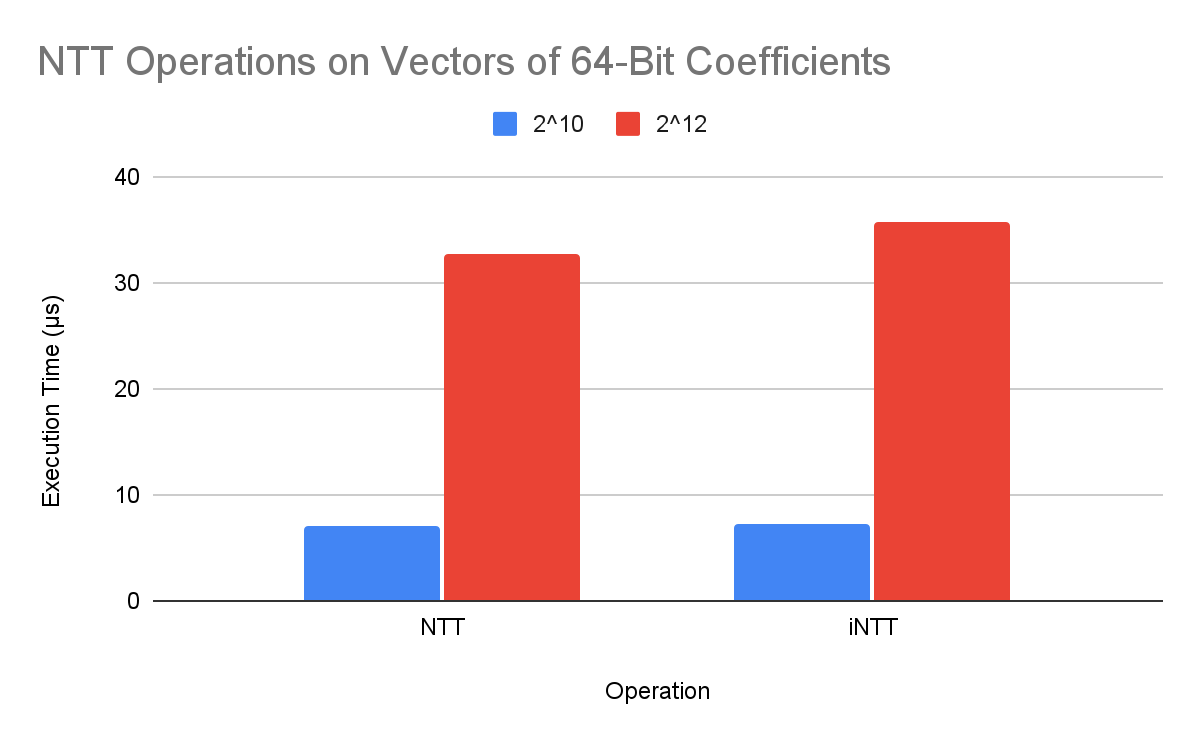 NTT Operations on Vectors of 64-Bit Coefficients
2^10 2^12
40
30
20
10
0
Execution Time (μs)
NTT iNTT
Operation